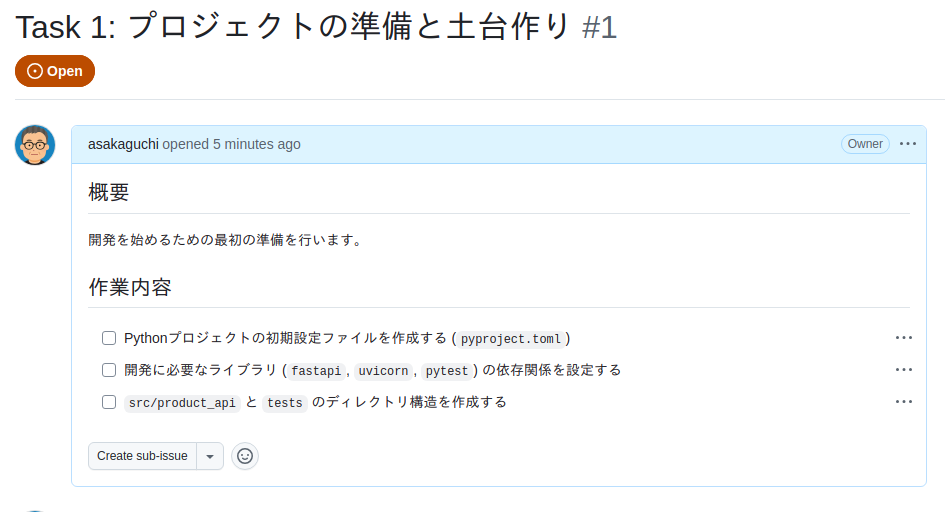 Task 1: プロジェクトの準備と土台作り #1
Open
asakaguchi opened 5 minutes ago
Owner
概要
開発を始めるための最初の準備を行います。
作業内容
Pythonプロジェクトの初期設定ファイルを作成する (pyproject.toml)
開発に必要なライブラリ (fastapi, uvicorn, pytest) の依存関係を設定する
src/product_api と tests のディレクトリ構造を作成する
Create sub-issue